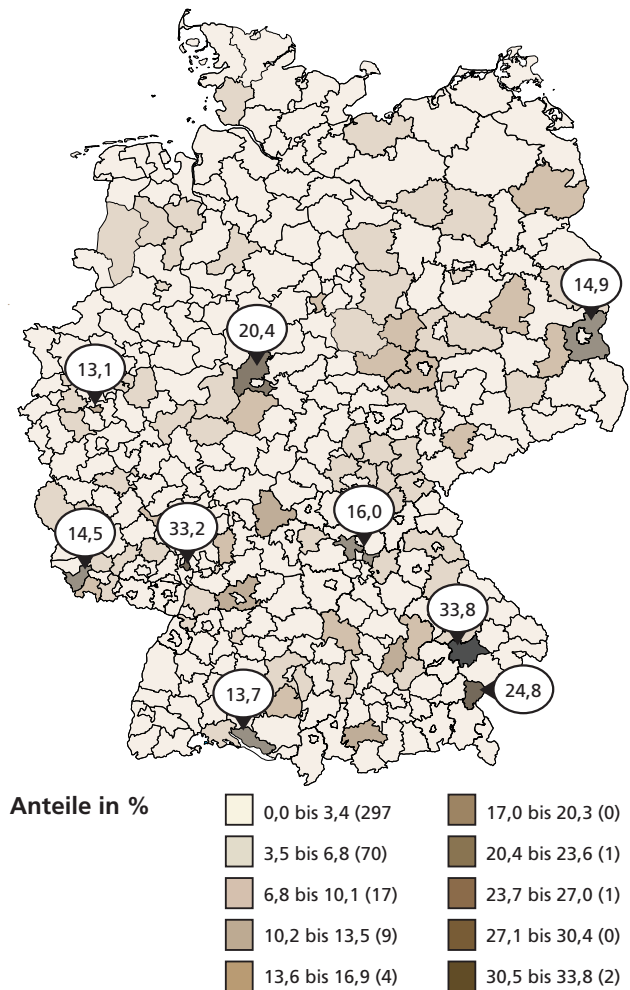 14,9
20,4
13,1
16,0
33,2
14,5
33,8
13,7
24,8
Anteile in %
0,0 bis 3,4 (297
3,5 bis 6,8 (70)
6,8 bis 10,1 (17)
10,2 bis 13,5 (9)
13,6 bis 16,9 (4)
17,0 bis 20,3 (0)
20,4 bis 23,6 (1)
23,7 bis 27,0 (1)
27,1 bis 30,4 (0)
30,5 bis 33,8 (2)